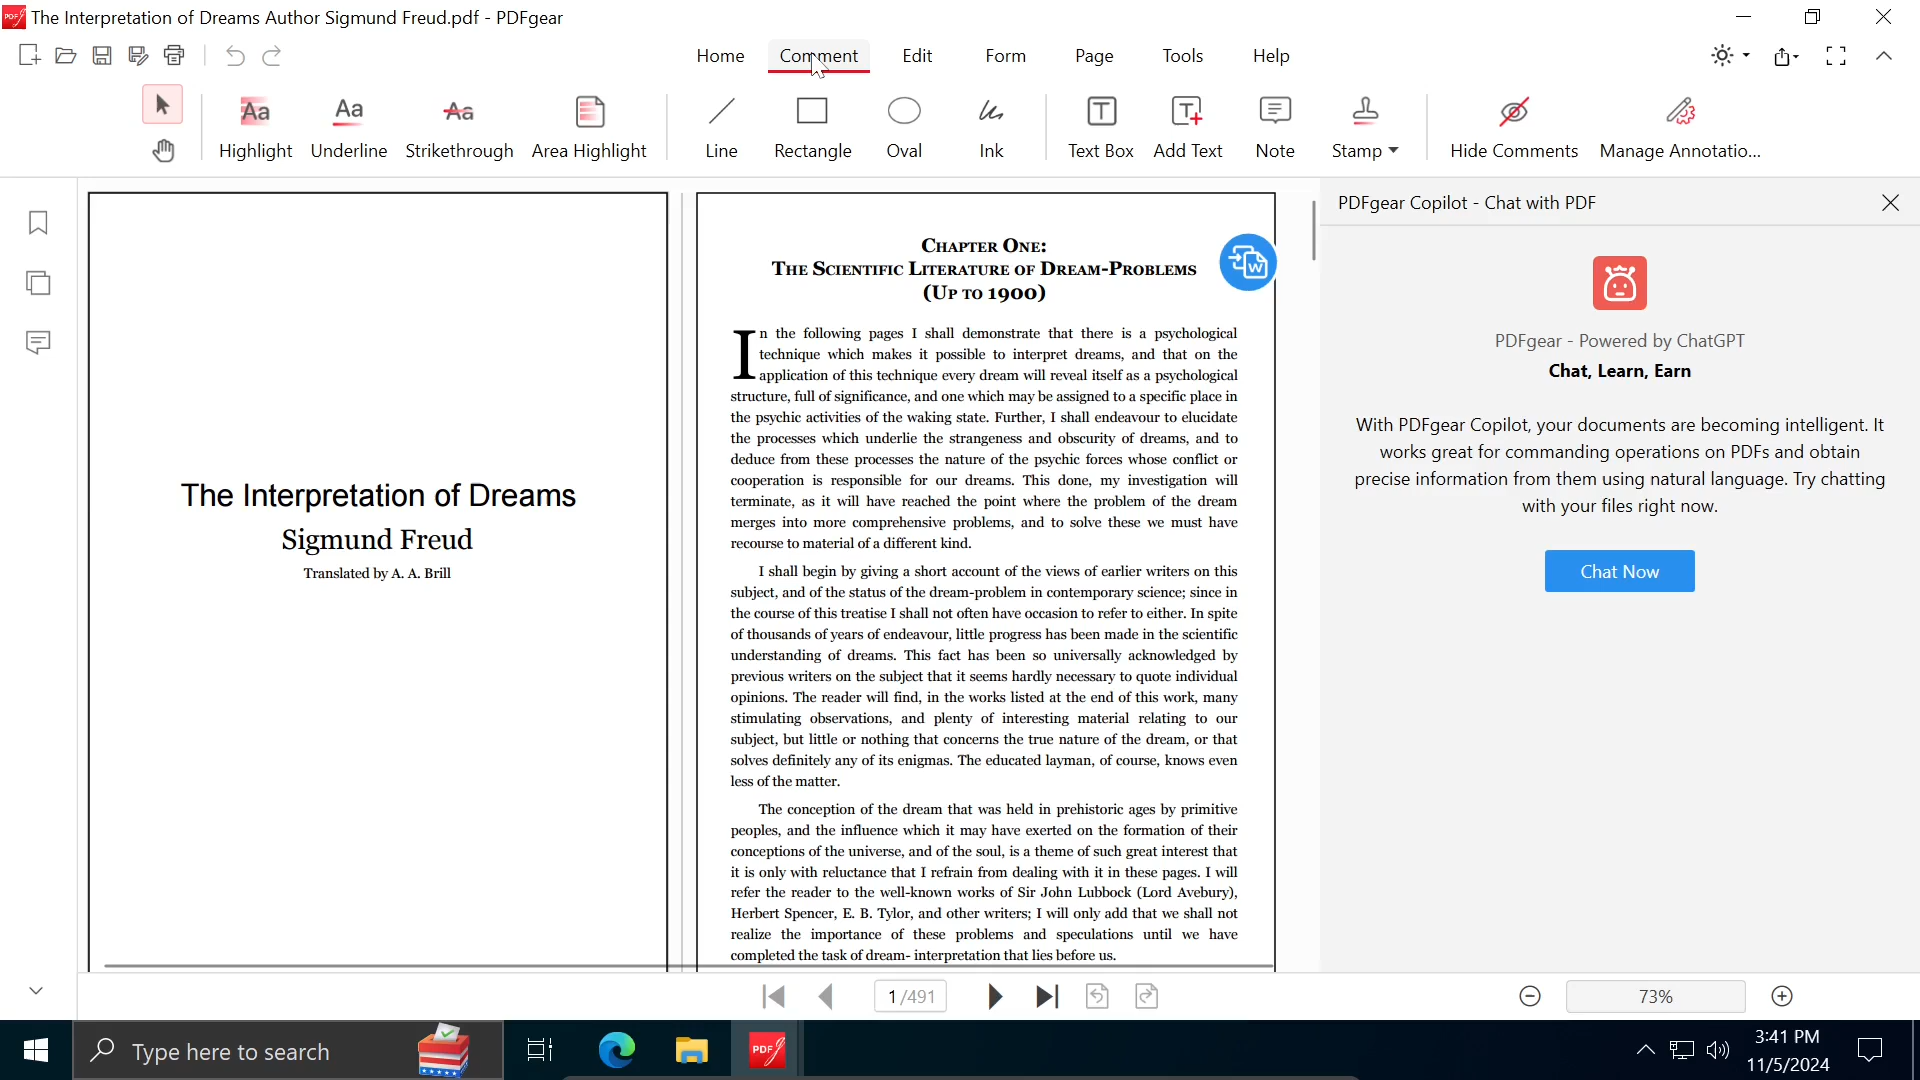 The Interpretation of Dreams Author Sigmund Freud.pdf - PDFgear
Home Comment Edit Form Page Tools Help
Highlight Underline Strikethrough Area Highlight Line Rectangle Oval Ink Text Box Add Text Note Stamp Hide Comments Manage Annotatio...
The Interpretation of Dreams
Sigmund Freud
Translated by A. A. Brill
CHAPTER ONE:
THE SCIENTIFIC LITERATURE OF DREAM-PROBLEMS
(UP TO 1900)
In the following pages I shall demonstrate that there is a psychological
technique which makes it possible to interpret dreams, and that on the
application of this technique every dream will reveal itself as a psychological
structure, full of significance, and one which may be assigned to a specific place in
the psychic activities of the waking state. Further, I shall endeavour to elucidate
the processes which underlie the strangeness and obscurity of dreams, and to
deduce from these processes the nature of the psychic forces whose conflict or
cooperation is responsible for our dreams. This done, my investigation will
terminate, as it will have reached the point where the problem of the dream
merges into more comprehensive problems, and to solve these we must have
recourse to material of a different kind.
I shall begin by giving a short account of the views of earlier writers on this
subject, and of the status of the dream-problem in contemporary science; since in
the course of this treatise I shall not often have occasion to refer to either. In spite
of thousands of years of endeavour, little progress has been made in the scientific
understanding of dreams. This fact has been so universally acknowledged by
previous writers on the subject that it seems hardly necessary to quote individual
opinions. The reader will find, in the works listed at the end of this work, many
stimulating observations, and plenty of interesting material relating to our
subject, but little or nothing that concerns the true nature of the dream, or that
solves definitely any of its enigmas. The educated layman, of course, knows even
less of the matter.
The conception of the dream that was held in prehistoric ages by primitive
peoples, and the influence which it may have exerted on the formation of their
conceptions of the universe, and of the soul, is a theme of such great interest that
it is only with reluctance that I refrain from dealing with it in these pages. I will
refer the reader to the well-known works of Sir John Lubbock (Lord Avebury),
Herbert Spencer, E. B. Tylor, and other writers; I will only add that we shall not
realize the importance of these problems and speculations until we have
completed the task of dream- interpretation that lies before us.
PDFgear Copilot - Chat with PDF
PDFgear - Powered by ChatGPT
Chat, Learn, Earn
With PDFgear Copilot, your documents are becoming intelligent. It
works great for commanding operations on PDFs and obtain
precise information from them using natural language. Try chatting
with your files right now.
Chat Now
1 /491
73%
Type here to search
PDF
3:41 PM
11/5/2024